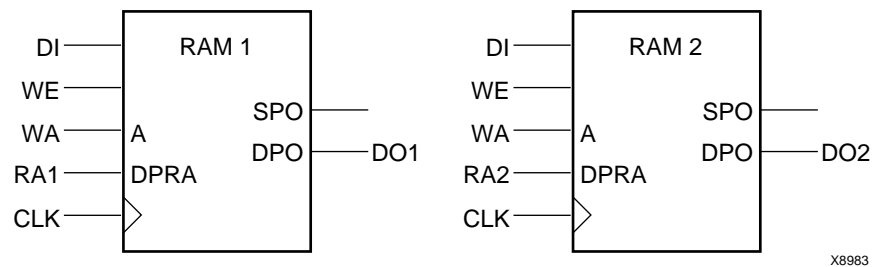 RAM 1
DI
WE
SPO
WA A
DPO DO1
RA1 DPRA
CLK
RAM 2
DI
WE
SPO
WA A
DPO DO2
RA2 DPRA
CLK
X8983